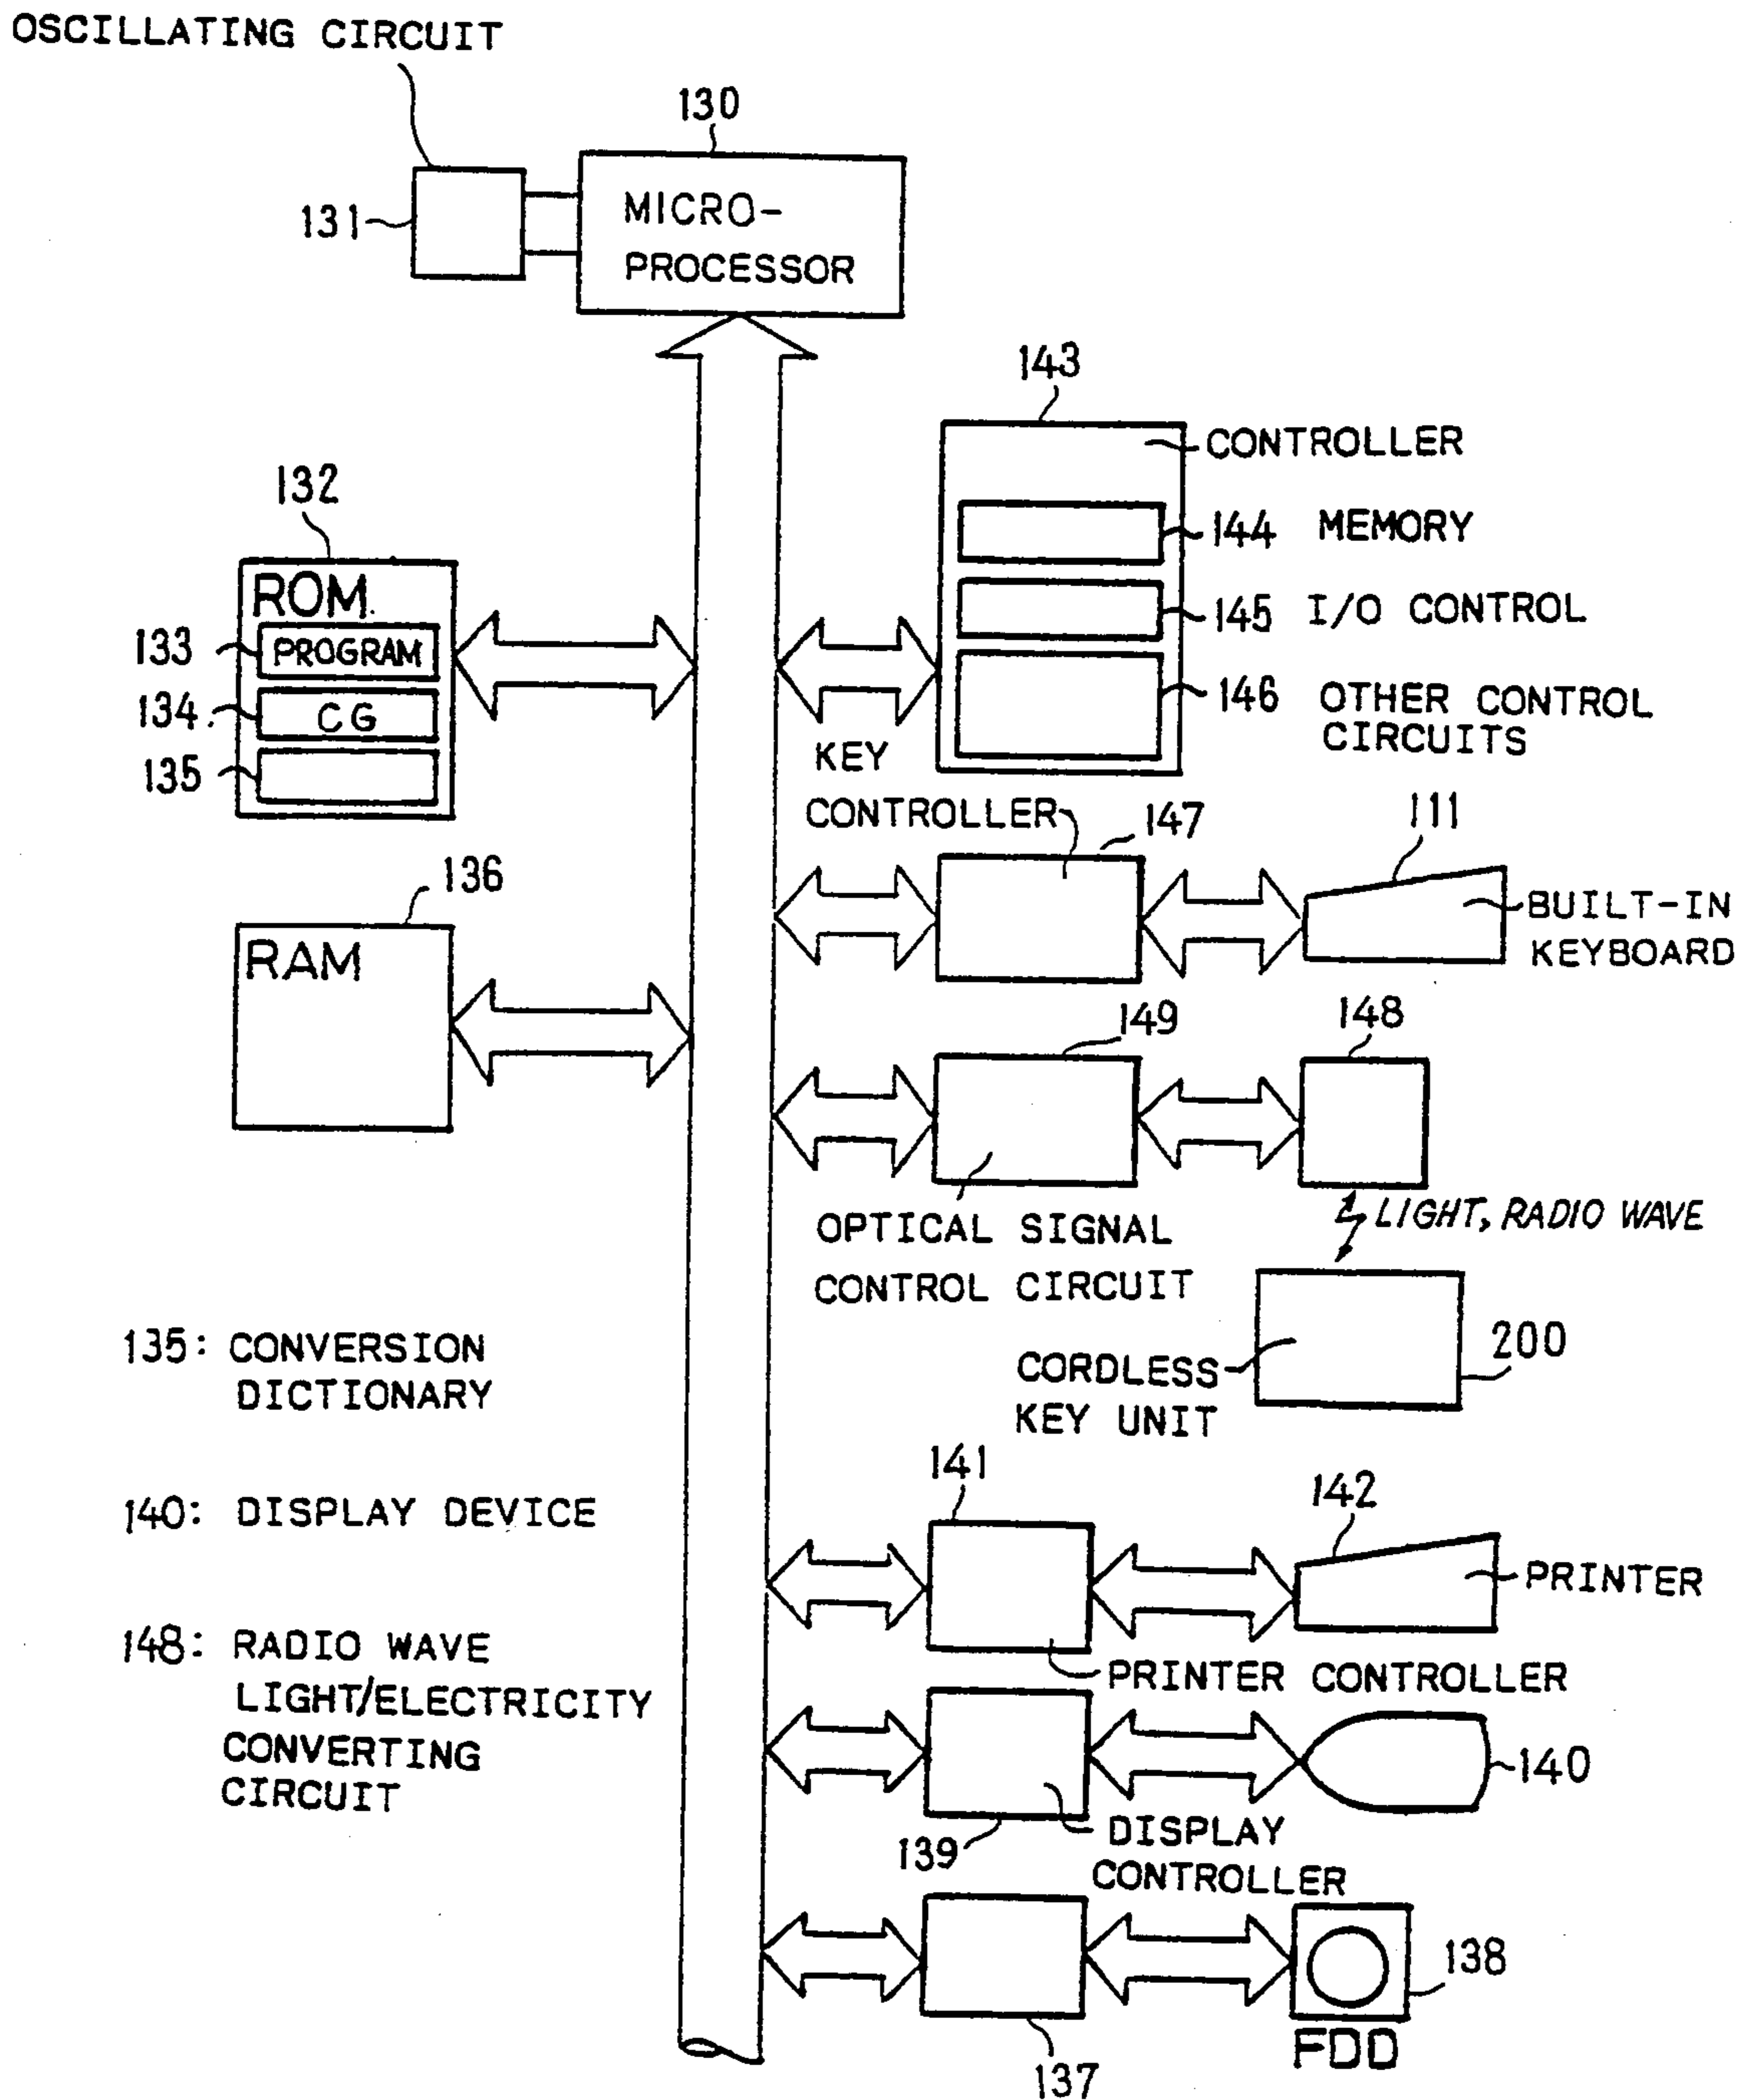 OSCILLATING CIRCUIT
130
131
MICRO-
PROCESSOR
143
CONTROLLER
132
ROM
144 MEMORY
133
PROGRAM
145 I/O CONTROL
134
CG
146 OTHER CONTROL
CIRCUITS
135
KEY
CONTROLLER
147
111
136
RAM
BUILT-IN
KEYBOARD
149
148
LIGHT, RADIO WAVE
OPTICAL SIGNAL
CONTROL CIRCUIT
200
CORDLESS
KEY UNIT
135: CONVERSION
DICTIONARY
141
142
140: DISPLAY DEVICE
PRINTER
148: RADIO WAVE
LIGHT/ELECTRICITY
CONVERTING
CIRCUIT
PRINTER CONTROLLER
140
139
DISPLAY
CONTROLLER
138
137
FDD